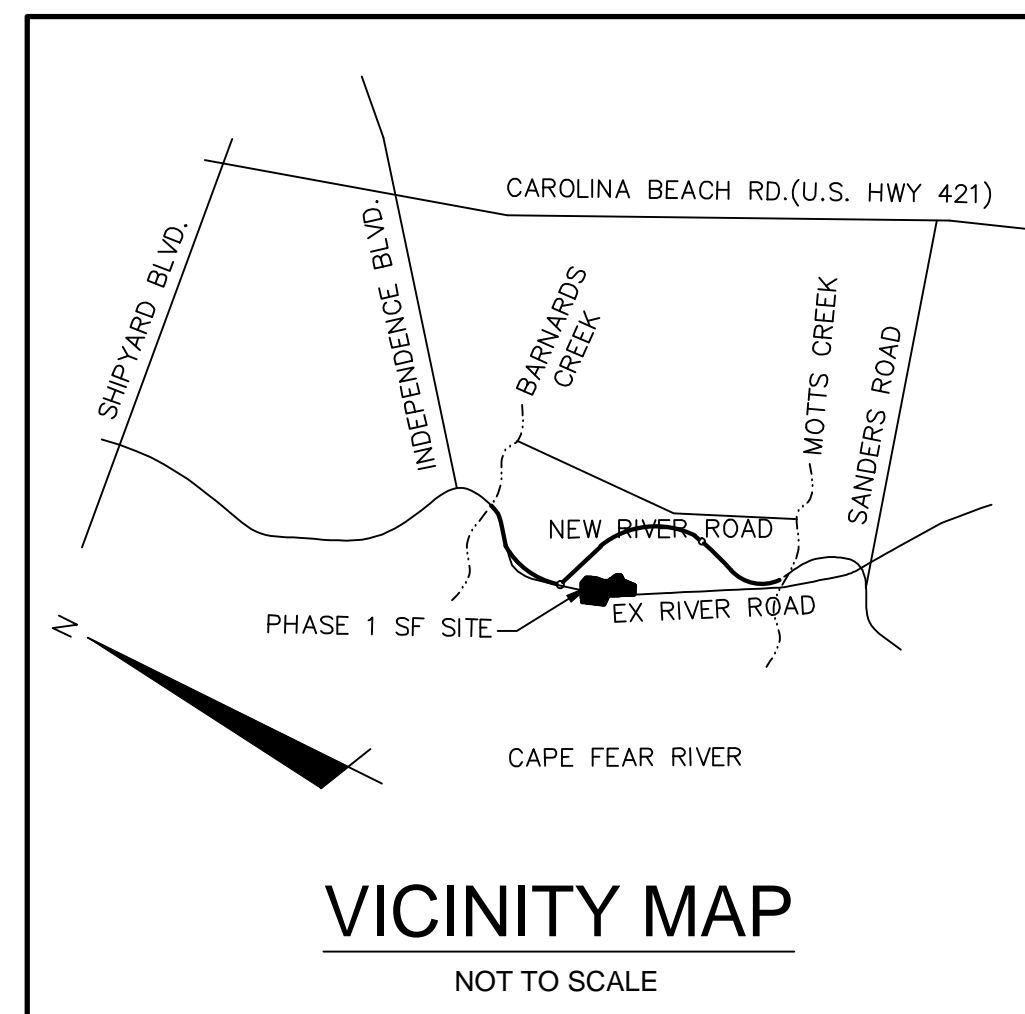 CAROLINA BEACH RD.(U.S. HWY 421)
SHIPYARD BLVD.
INDEPENDENCE BLVD.
BARNARDS
CREEK
MOTTS CREEK
SANDERS ROAD
NEW RIVER ROAD
EX RIVER ROAD
PHASE 1 SF SITE
N
CAPE FEAR RIVER
VICINITY MAP
NOT TO SCALE